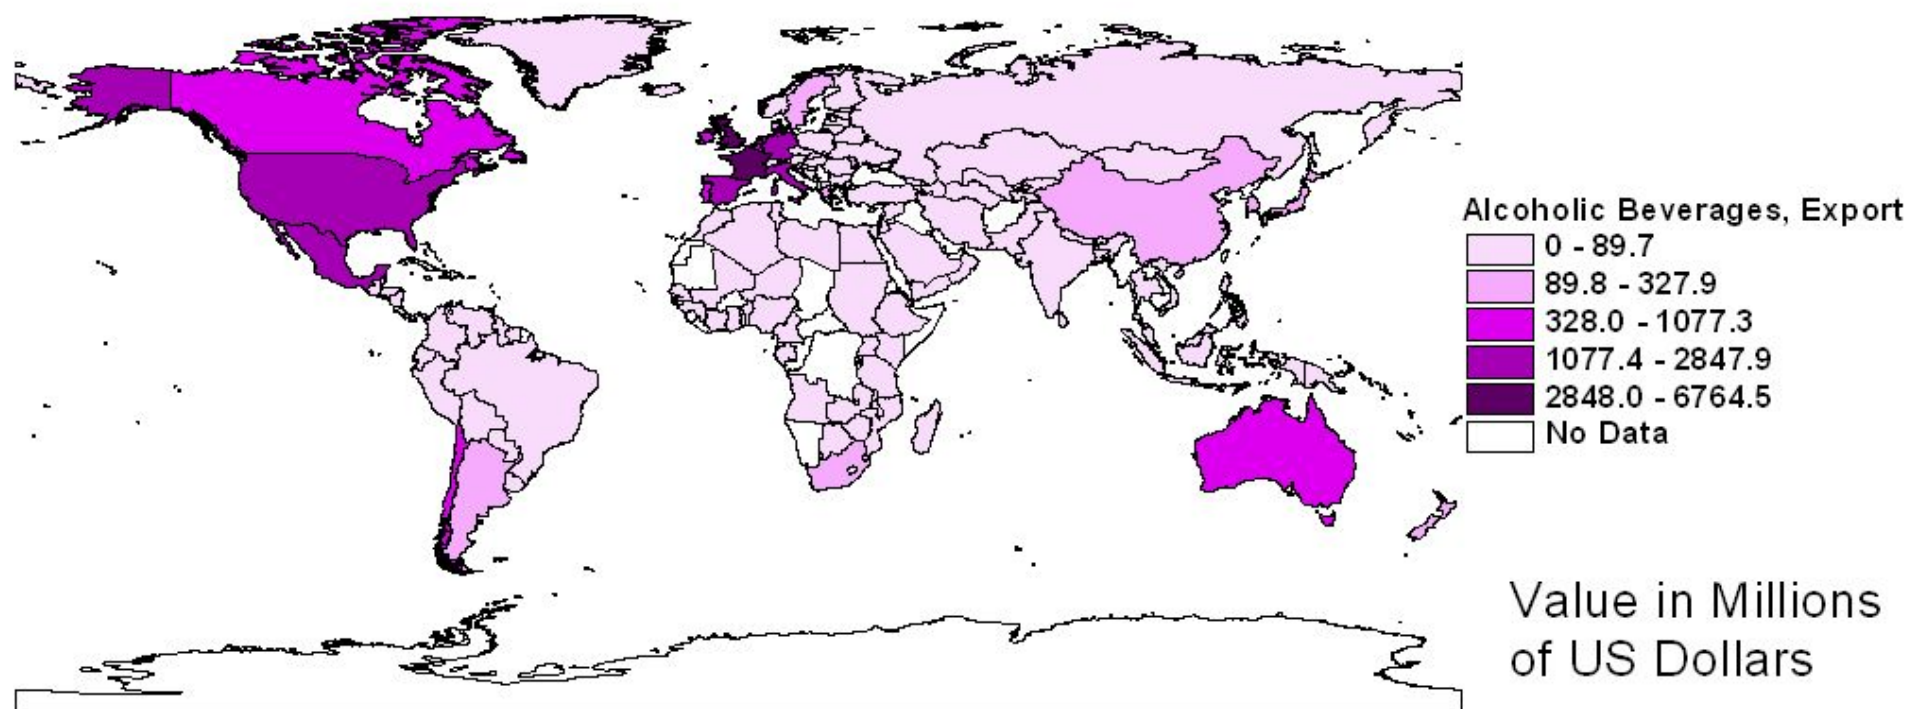 Alcoholic Beverages, Export
0 - 89.7
89.8 - 327.9
328.0 - 1077.3
1077.4 - 2847.9
2848.0 - 6764.5
No Data
Value in Millions
of US Dollars